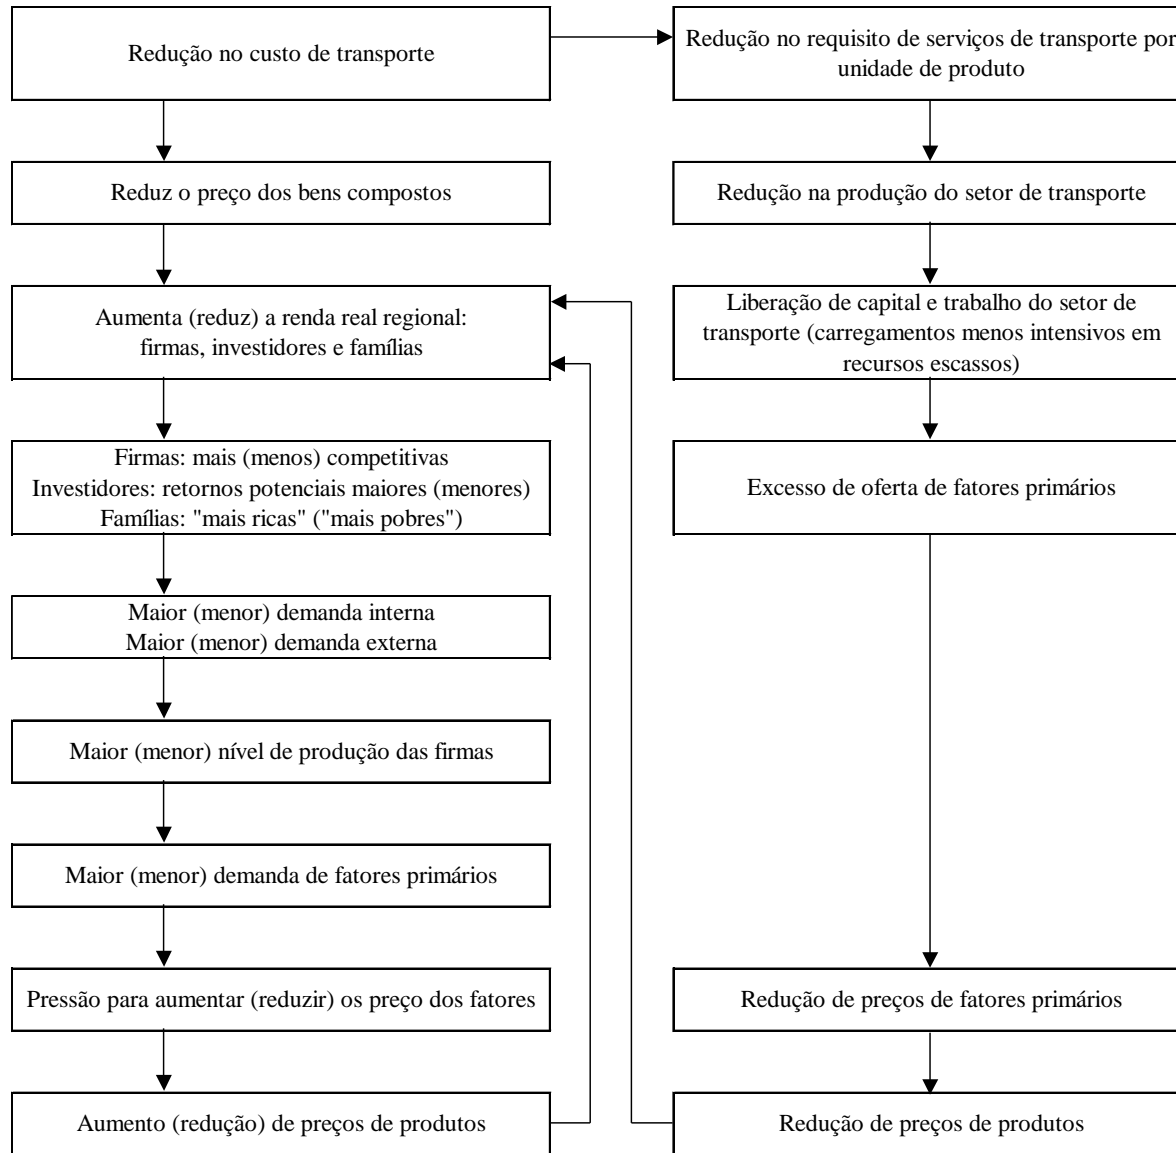 Redução no custo de transporte
Redução no requisito de serviços de transporte por
unidade de produto
Reduz o preço dos bens compostos
Redução na produção do setor de transporte
Aumenta (reduz) a renda real regional:
firmas, investidores e famílias
Liberação de capital e trabalho do setor de
transporte (carregamentos menos intensivos em
recursos escassos)
Firmas: mais (menos) competitivas
Investidores: retornos potenciais maiores (menores)
Famílias: "mais ricas" ("mais pobres")
Excesso de oferta de fatores primários
Maior (menor) demanda interna
Maior (menor) demanda externa
Maior (menor) nível de produção das firmas
Maior (menor) demanda de fatores primários
Pressão para aumentar (reduzir) os preço dos fatores
Redução de preços de fatores primários
Aumento (redução) de preços de produtos
Redução de preços de produtos